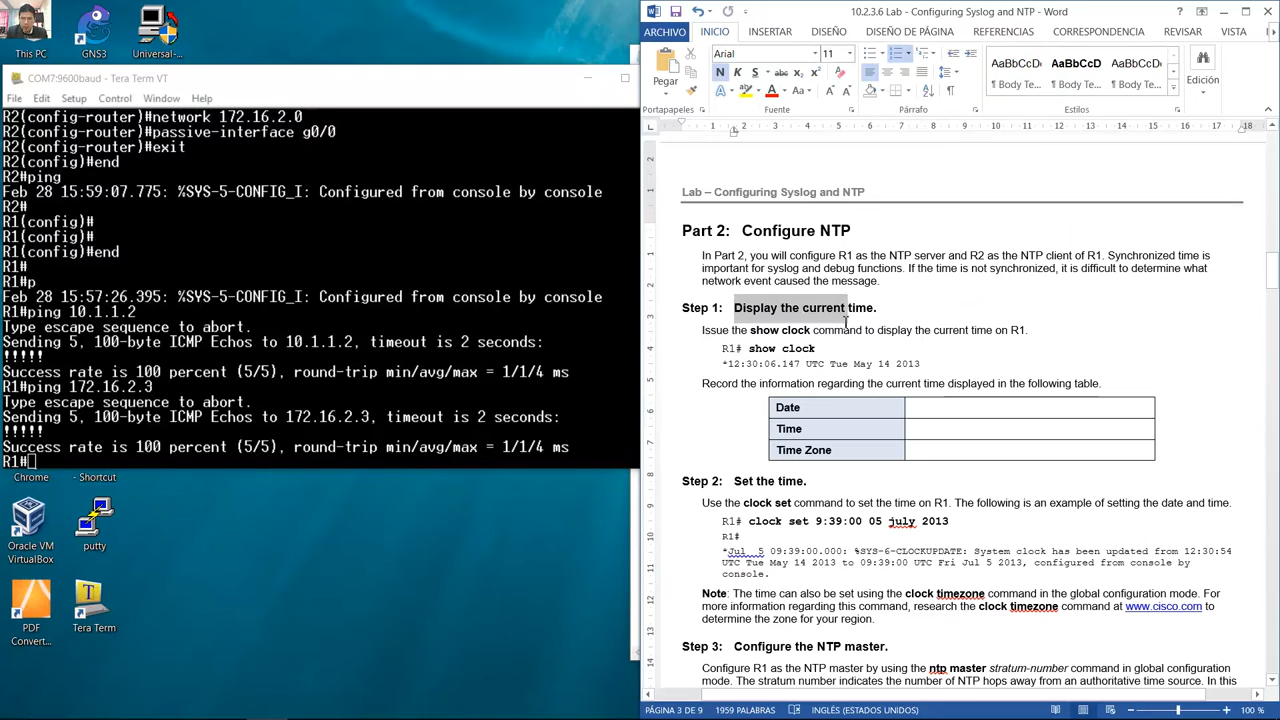 This PC
GNS3
Universal-...
COM7:9600baud - Tera Term VT
File Edit Setup Control Window Help
R2(config-router)#network 172.16.2.0
R2(config-router)#passive-interface g0/0
R2(config-router)#exit
R2(config)#end
R2#ping
Feb 28 15:59:07.775: %SYS-5-CONFIG_I: Configured from console by console
R2#
R1(config)#
R1(config)#
R1(config)#end
R1#
R1#p
Feb 28 15:57:26.395: %SYS-5-CONFIG_I: Configured from console by console
R1#ping 10.1.1.2
Type escape sequence to abort.
Sending 5, 100-byte ICMP Echos to 10.1.1.2, timeout is 2 seconds:
!!!!!
Success rate is 100 percent (5/5), round-trip min/avg/max = 1/1/4 ms
R1#ping 172.16.2.3
Type escape sequence to abort.
Sending 5, 100-byte ICMP Echos to 172.16.2.3, timeout is 2 seconds:
!!!!!
Success rate is 100 percent (5/5), round-trip min/avg/max = 1/1/4 ms
R1#
Chrome
- Shortcut
Oracle VM
VirtualBox
putty
PDF
Convert...
Tera Term
10.2.3.6 Lab - Configuring Syslog and NTP - Word
ARCHIVO INICIO INSERTAR DISEÑO DISEÑO DE PÁGINA REFERENCIAS CORRESPONDENCIA REVISAR VISTA
Pegar
Arial 11
N K S abc x₂ x²
A A Aa A A
AaBbCcD AaBbCcD AaBbCcD
¶ Body Te... ¶ Body Te... ¶ Body Te...
Edición
Portapapeles Fuente Párrafo Estilos
1 2 3 4 5 6 7 8 9 10 11 12 13 14 15 16 17 18
Lab – Configuring Syslog and NTP
Part 2: Configure NTP
In Part 2, you will configure R1 as the NTP server and R2 as the NTP client of R1. Synchronized time is
important for syslog and debug functions. If the time is not synchronized, it is difficult to determine what
network event caused the message.
Step 1: Display the current time.
Issue the show clock command to display the current time on R1.
R1# show clock
*12:30:06.147 UTC Tue May 14 2013
Record the information regarding the current time displayed in the following table.
Date
Time
Time Zone
Step 2: Set the time.
Use the clock set command to set the time on R1. The following is an example of setting the date and time.
R1# clock set 9:39:00 05 july 2013
R1#
*Jul 5 09:39:00.000: %SYS-6-CLOCKUPDATE: System clock has been updated from 12:30:54
UTC Tue May 14 2013 to 09:39:00 UTC Fri Jul 5 2013, configured from console by
console.
Note: The time can also be set using the clock timezone command in the global configuration mode. For
more information regarding this command, research the clock timezone command at www.cisco.com to
determine the zone for your region.
Step 3: Configure the NTP master.
Configure R1 as the NTP master by using the ntp master stratum-number command in global configuration
mode. The stratum number indicates the number of NTP hops away from an authoritative time source. In this
PÁGINA 3 DE 9 1959 PALABRAS INGLÉS (ESTADOS UNIDOS) 100 %